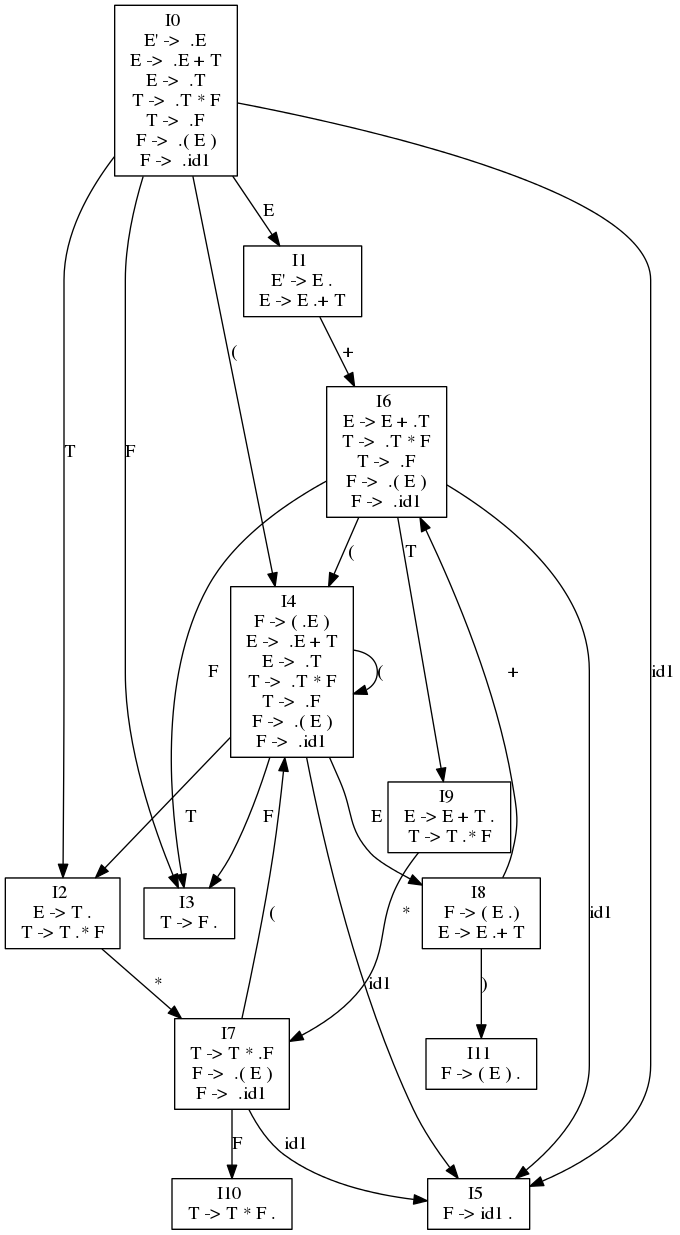 I0
E' -> .E
E -> .E + T
E -> .T
T -> .T * F
T -> .F
F -> .( E )
F -> .id1
E
I1
E' -> E .
E -> E .+ T
(
+
I6
E -> E + .T
T -> .T * F
T -> .F
F -> .( E )
F -> .id1
T
F
(
T
I4
F -> ( .E )
E -> .E + T
E -> .T
T -> .T * F
T -> .F
F -> .( E )
F -> .id1
F
(
+
id1
I9
E -> E + T .
T -> T .* F
T
F
E
I2
E -> T .
T -> T .* F
I3
T -> F .
I8
F -> ( E .)
E -> E .+ T
(
*
id1
*
id1
)
I7
T -> T * .F
F -> .( E )
F -> .id1
I11
F -> ( E ) .
F
id1
I10
T -> T * F .
I5
F -> id1 .